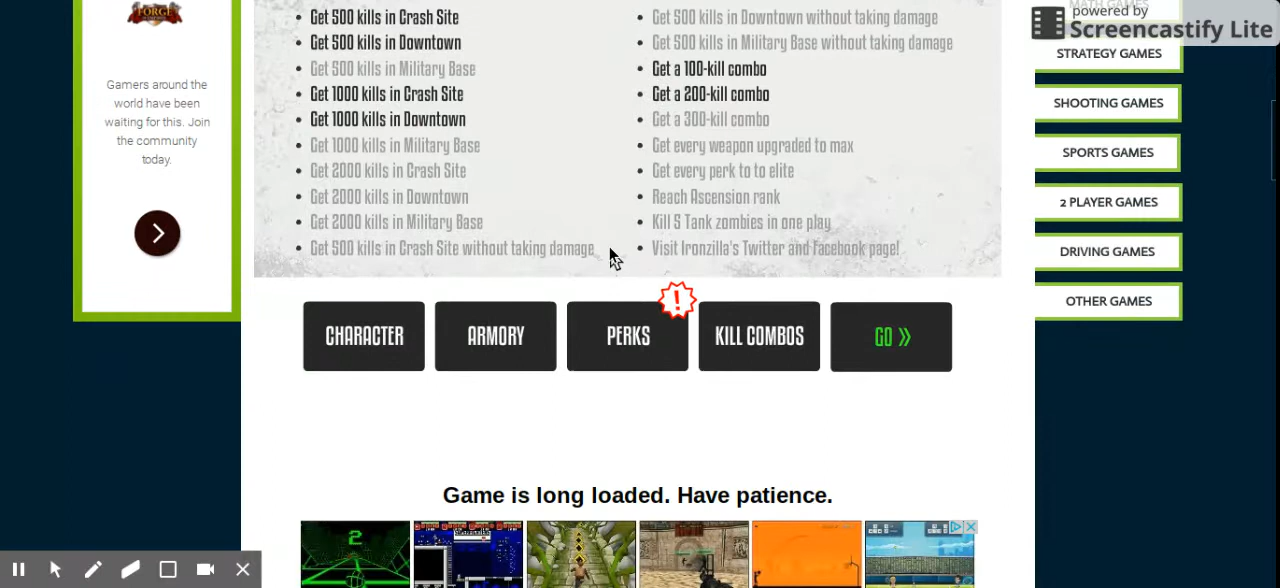 FORGE
Gamers around the
world have been
waiting for this. Join
the community
today.
Get 500 kills in Crash Site
Get 500 kills in Downtown
Get 500 kills in Military Base
Get 1000 kills in Crash Site
Get 1000 kills in Downtown
Get 1000 kills in Military Base
Get 2000 kills in Crash Site
Get 2000 kills in Downtown
Get 2000 kills in Military Base
Get 500 kills in Crash Site without taking damage
Get 500 kills in Downtown without taking damage
Get 500 kills in Military Base without taking damage
Get a 100-kill combo
Get a 200-kill combo
Get a 300-kill combo
Get every weapon upgraded to max
Get every perk to to elite
Reach Ascension rank
Kill 5 Tank zombies in one play
Visit Ironzilla's Twitter and Facebook page!
CHARACTER
ARMORY
PERKS
!
KILL COMBOS
GO »
MATH GAMES
powered by
Screencastify Lite
STRATEGY GAMES
SHOOTING GAMES
SPORTS GAMES
2 PLAYER GAMES
DRIVING GAMES
OTHER GAMES
Game is long loaded. Have patience.
2